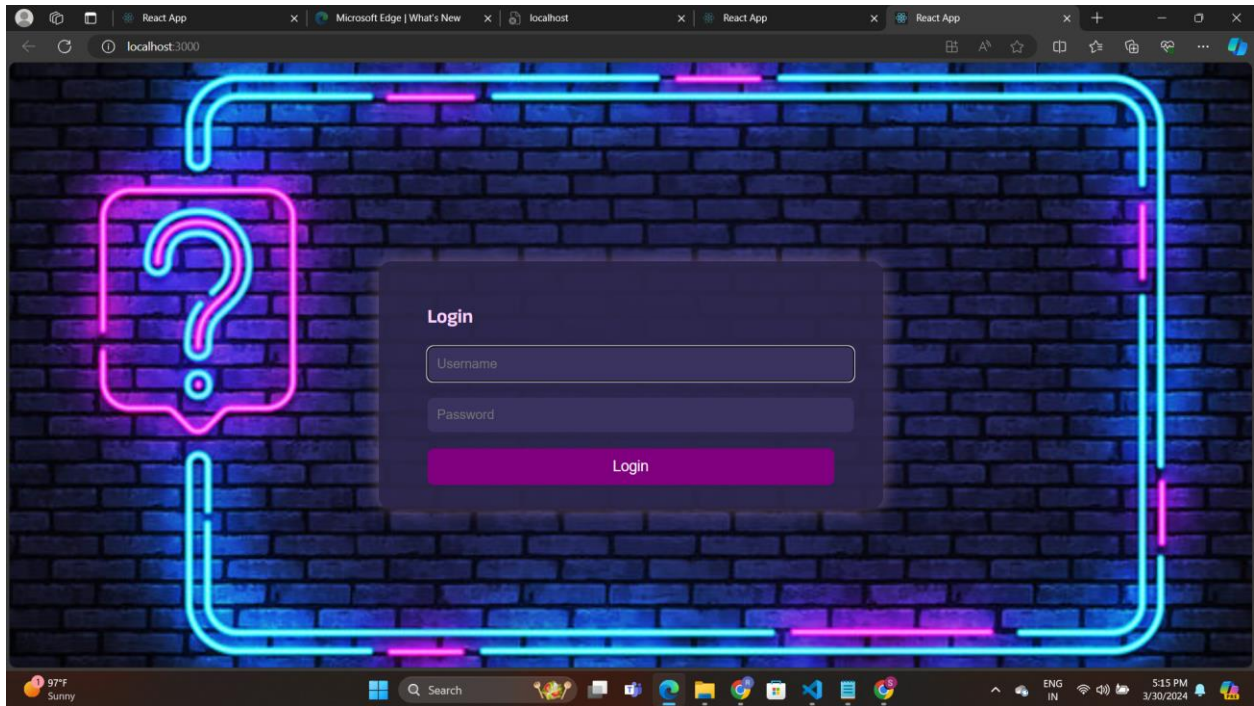 React App
Microsoft Edge | What's New
localhost
React App
React App
localhost:3000
Login
Username
Password
Login
97°F
Sunny
1
Search
ENG
IN
5:15 PM
3/30/2024